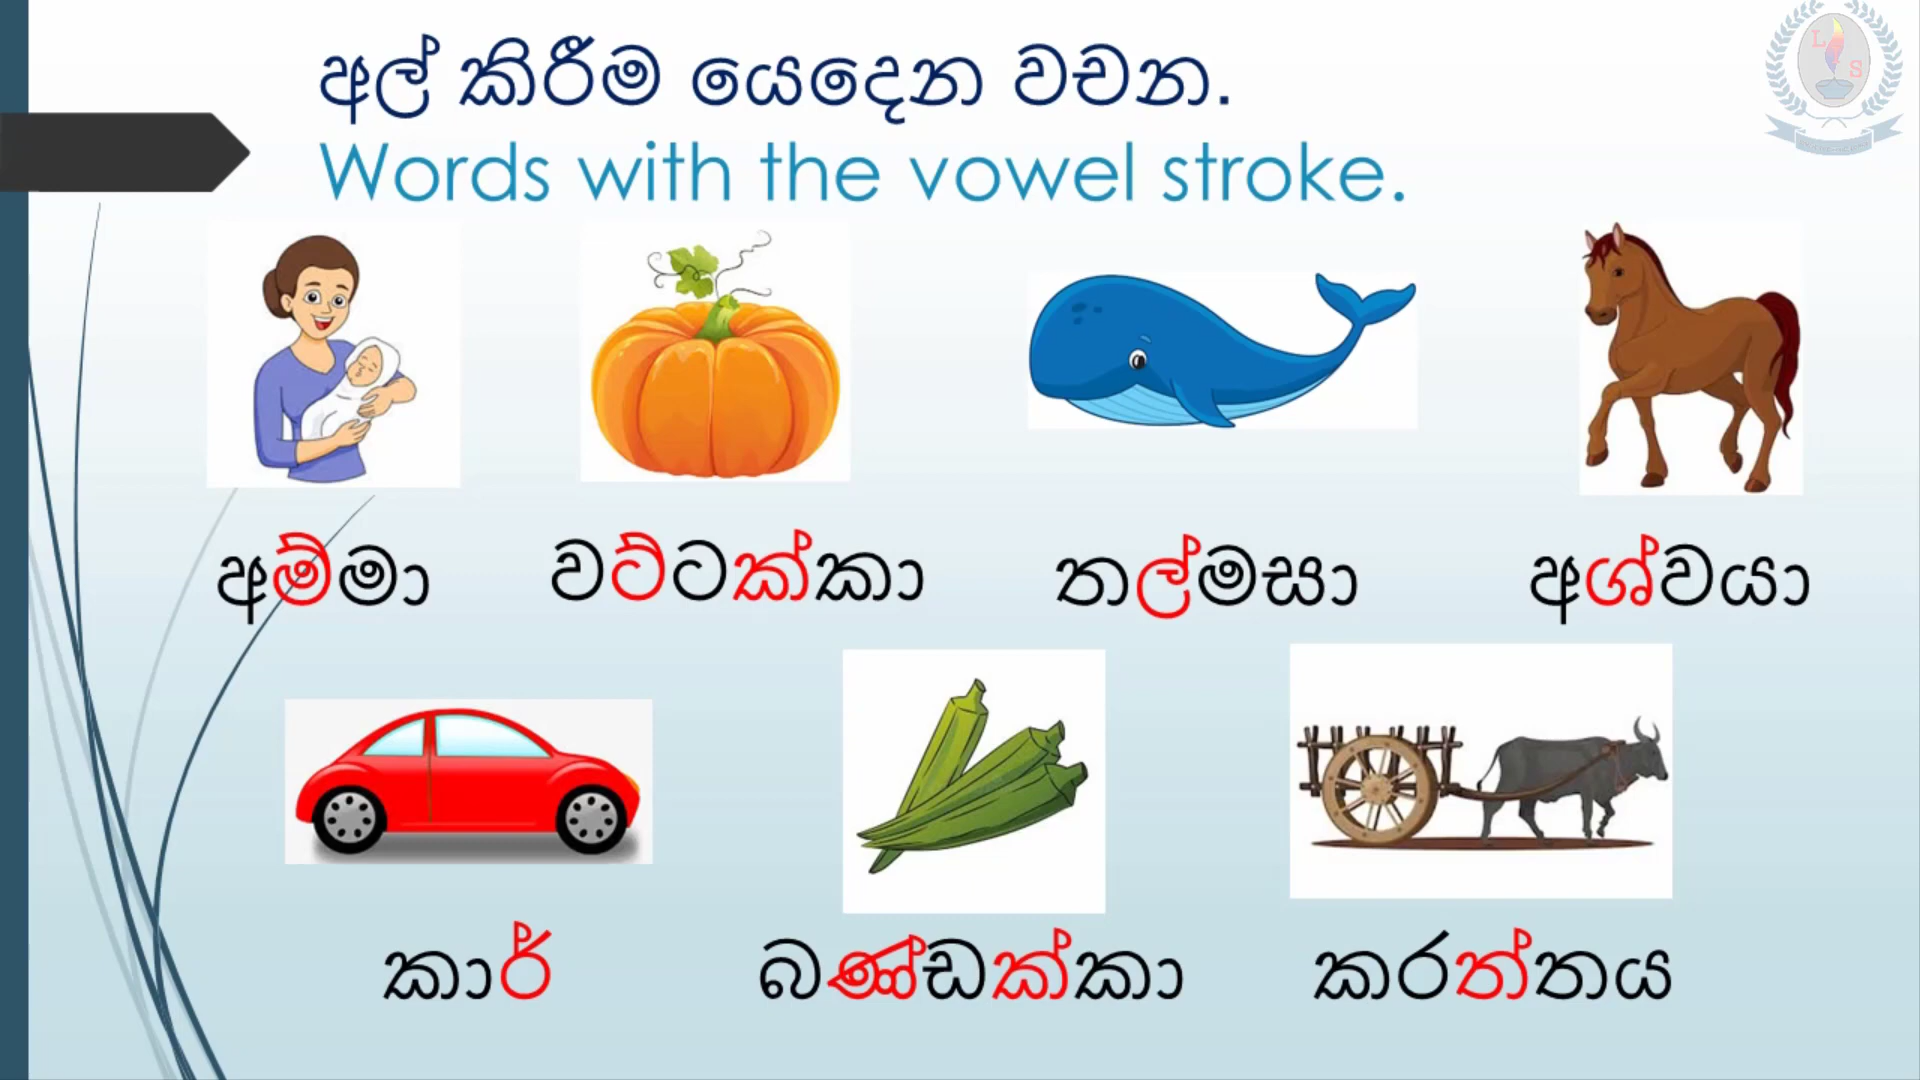 අල් කිරීම යෙදෙන වචන.
Words with the vowel stroke.
අම්මා වට්ටක්කා තල්මසා අශ්වයා
කාර් බණ්ඩක්කා කරත්තය
L S